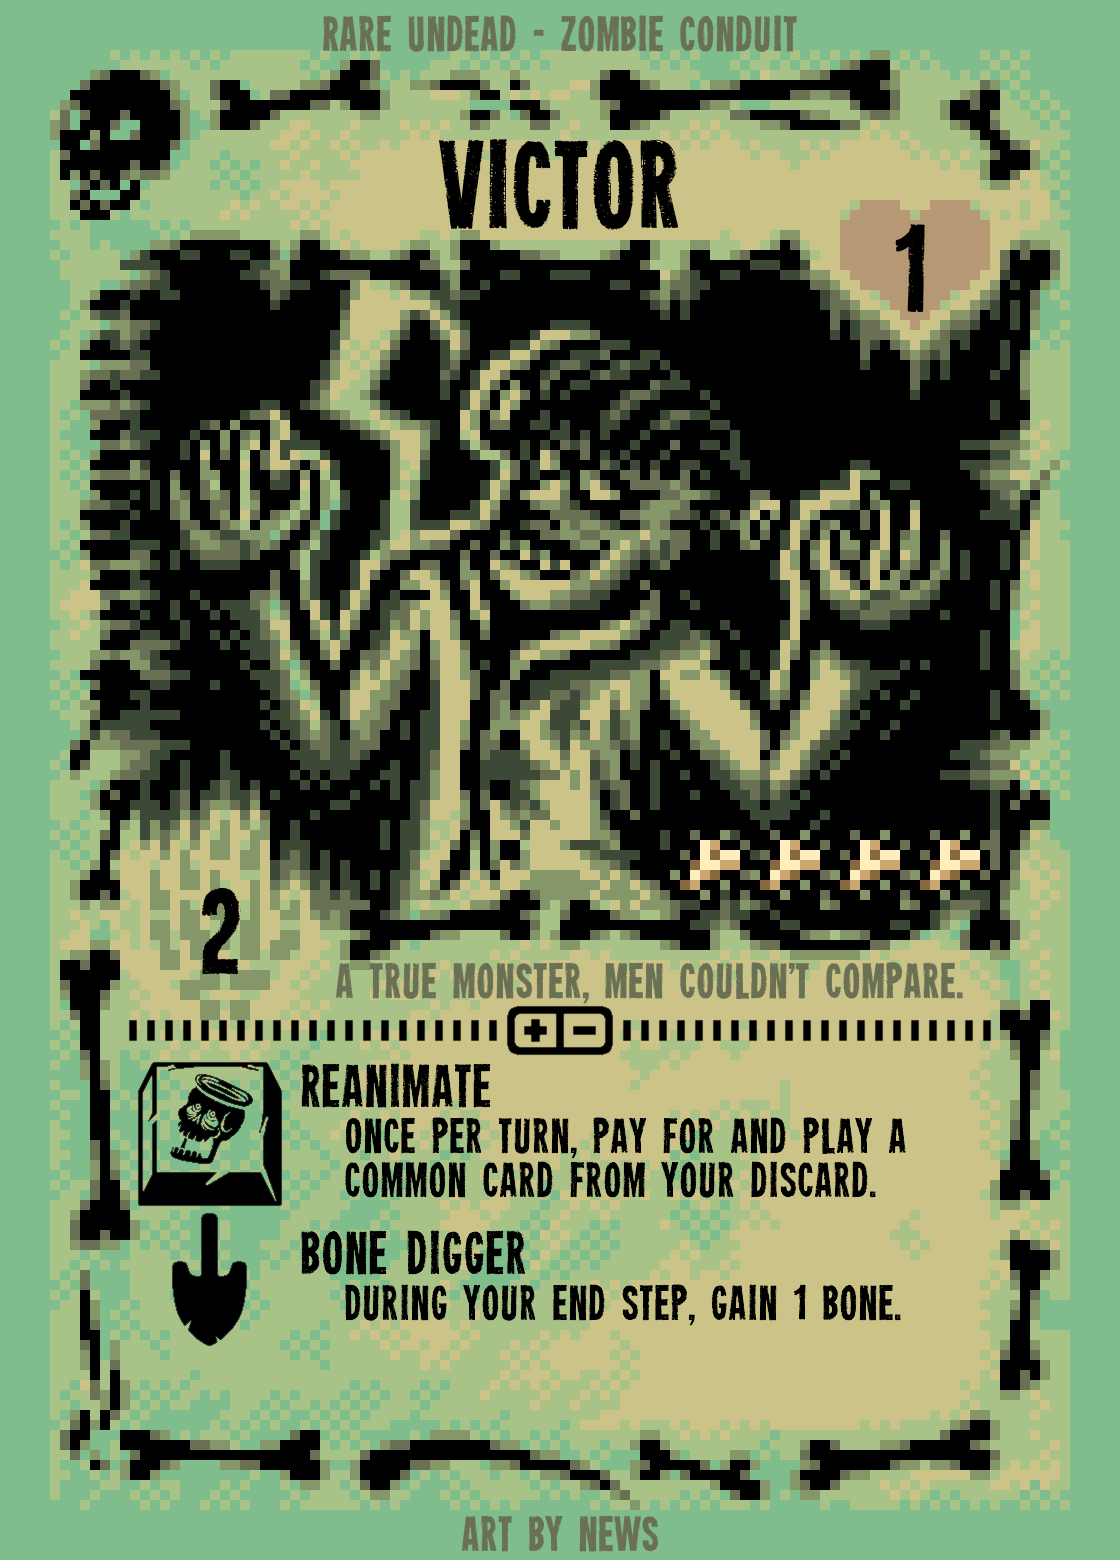 RARE UNDEAD - ZOMBIE CONDUIT
VICTOR
1
2
A TRUE MONSTER, MEN COULDN'T COMPARE.
+ -
REANIMATE
ONCE PER TURN, PAY FOR AND PLAY A
COMMON CARD FROM YOUR DISCARD.
BONE DIGGER
DURING YOUR END STEP, GAIN 1 BONE.
ART BY NEWS